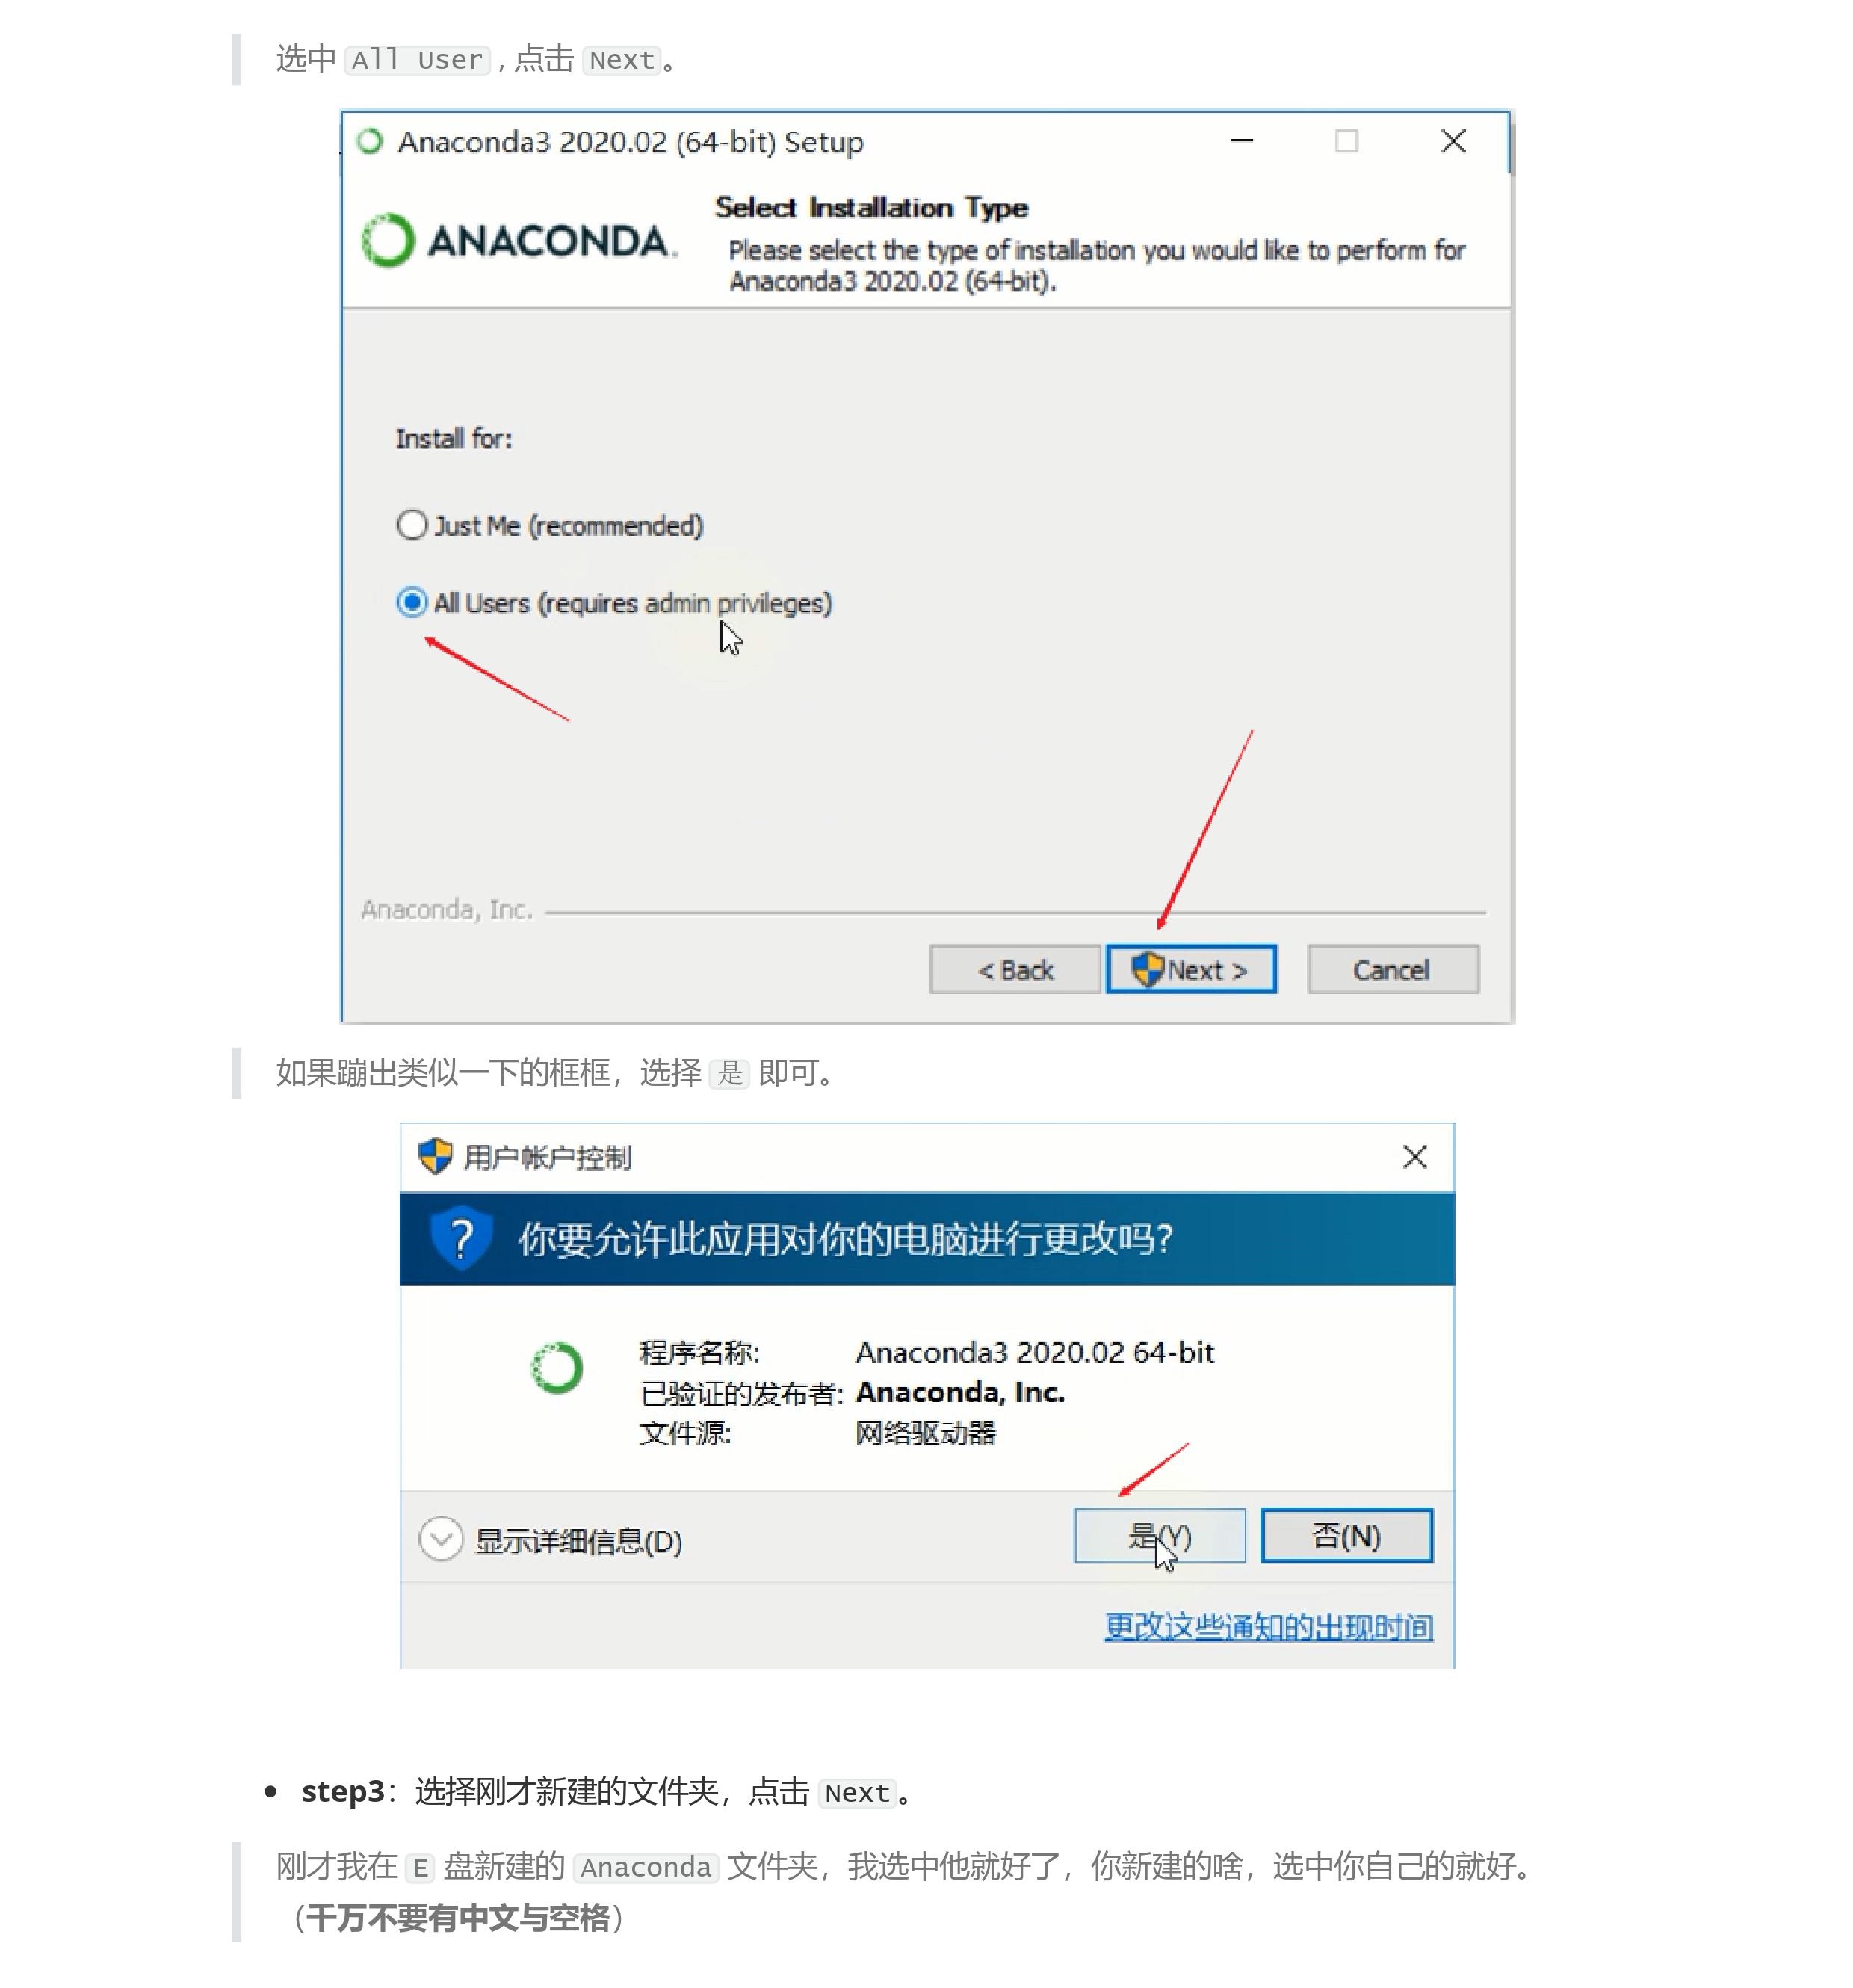 选中 All User , 点击 Next。
Anaconda3 2020.02 (64-bit) Setup
ANACONDA.
Select Installation Type
Please select the type of installation you would like to perform for
Anaconda3 2020.02 (64-bit).
Install for:
Just Me (recommended)
All Users (requires admin privileges)
Anaconda, Inc.
< Back
Next >
Cancel
如果蹦出类似一下的框框，选择 是 即可。
用户帐户控制
你要允许此应用对你的电脑进行更改吗?
程序名称: Anaconda3 2020.02 64-bit
已验证的发布者: Anaconda, Inc.
文件源: 网络驱动器
显示详细信息(D)
是(Y)
否(N)
更改这些通知的出现时间
step3：选择刚才新建的文件夹，点击 Next。
刚才我在 E 盘新建的 Anaconda 文件夹，我选中他就好了，你新建的啥，选中你自己的就好。
（千万不要有中文与空格）